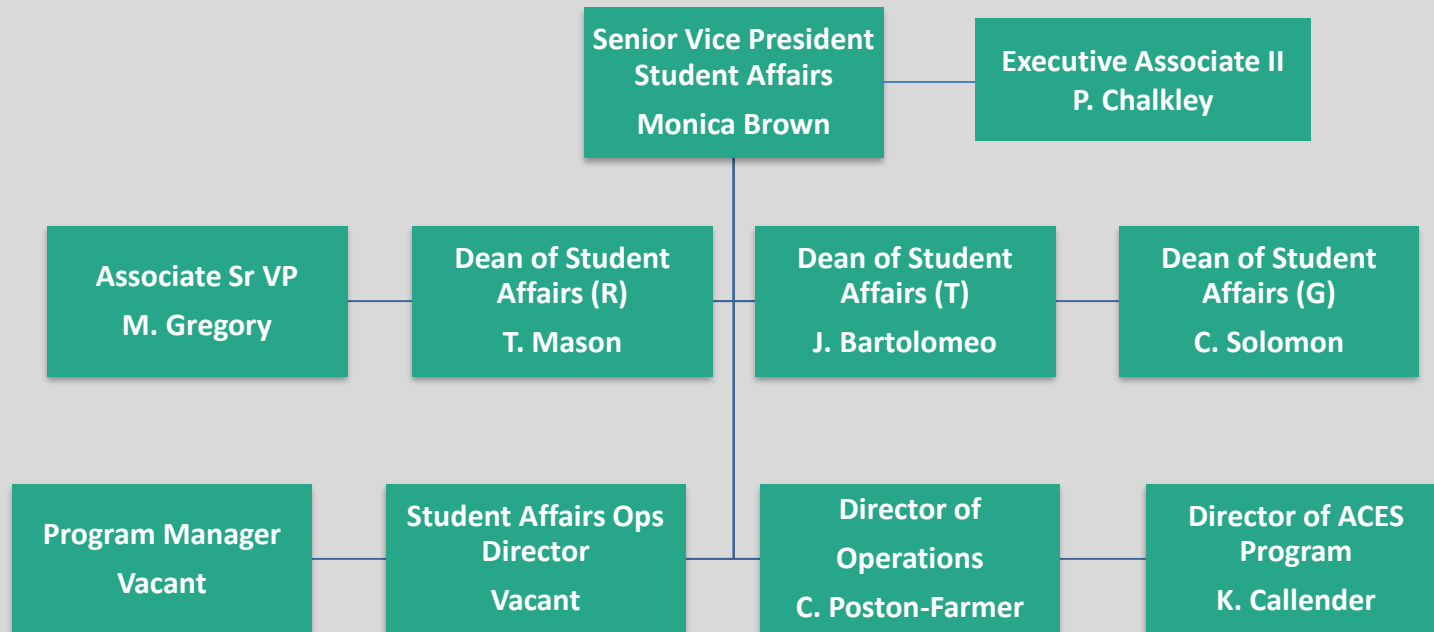 Senior Vice President
Student Affairs
Monica Brown
Executive Associate II
P. Chalkley
Associate Sr VP
M. Gregory
Dean of Student
Affairs (R)
T. Mason
Dean of Student
Affairs (T)
J. Bartolomeo
Dean of Student
Affairs (G)
C. Solomon
Program Manager
Vacant
Student Affairs Ops
Director
Vacant
Director of
Operations
C. Poston-Farmer
Director of ACES
Program
K. Callender